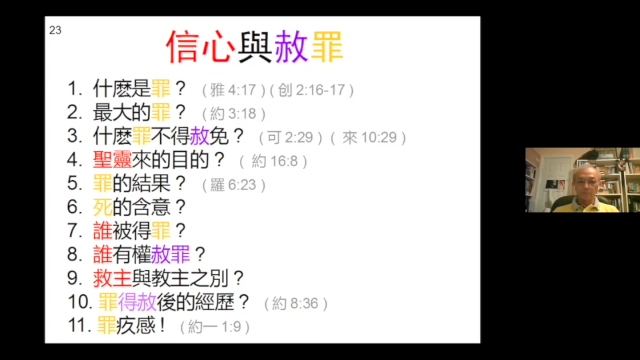 23
信心與赦罪
1. 什麽是罪？ ( 雅 4:17 ) ( 创 2:16-17 )
2. 最大的罪？ ( 約 3:18 )
3. 什麽罪不得赦免？ ( 可 2:29 ) ( 來 10:29 )
4. 聖靈來的目的？ ( 約 16:8 )
5. 罪的結果？ ( 羅 6:23 )
6. 死的含意？
7. 誰被得罪？
8. 誰有權赦罪？
9. 救主與教主之別？
10. 罪得赦後的經歷？ ( 約 8:36 )
11. 罪疚感！ ( 約一 1:9 )